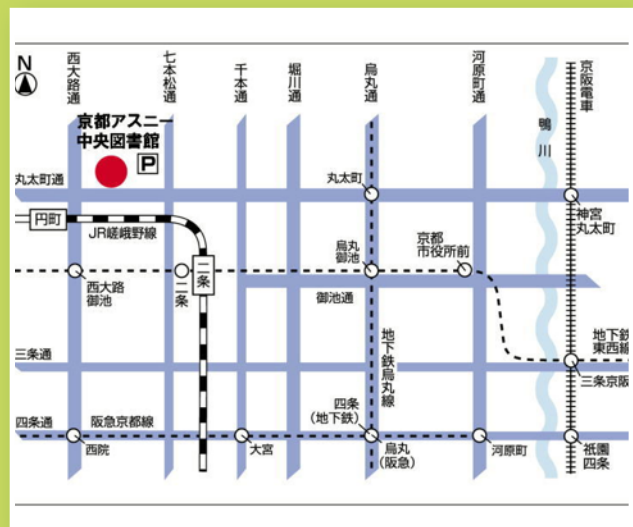 N
西大路通
七本松通
千本通
堀川通
烏丸通
河原町通
京阪電車
鴨川
京都アスニー
中央図書館
P
丸太町通
丸太町
神宮
丸太町
円町
JR嵯峨野線
二条
烏丸
御池
京都
市役所前
西大路
御池
二条
御池通
地下鉄
東西線
三条通
地下鉄烏丸線
三条京阪
四条
(地下鉄)
四条通
阪急京都線
西院
大宮
烏丸
(阪急)
河原町
祇園
四条